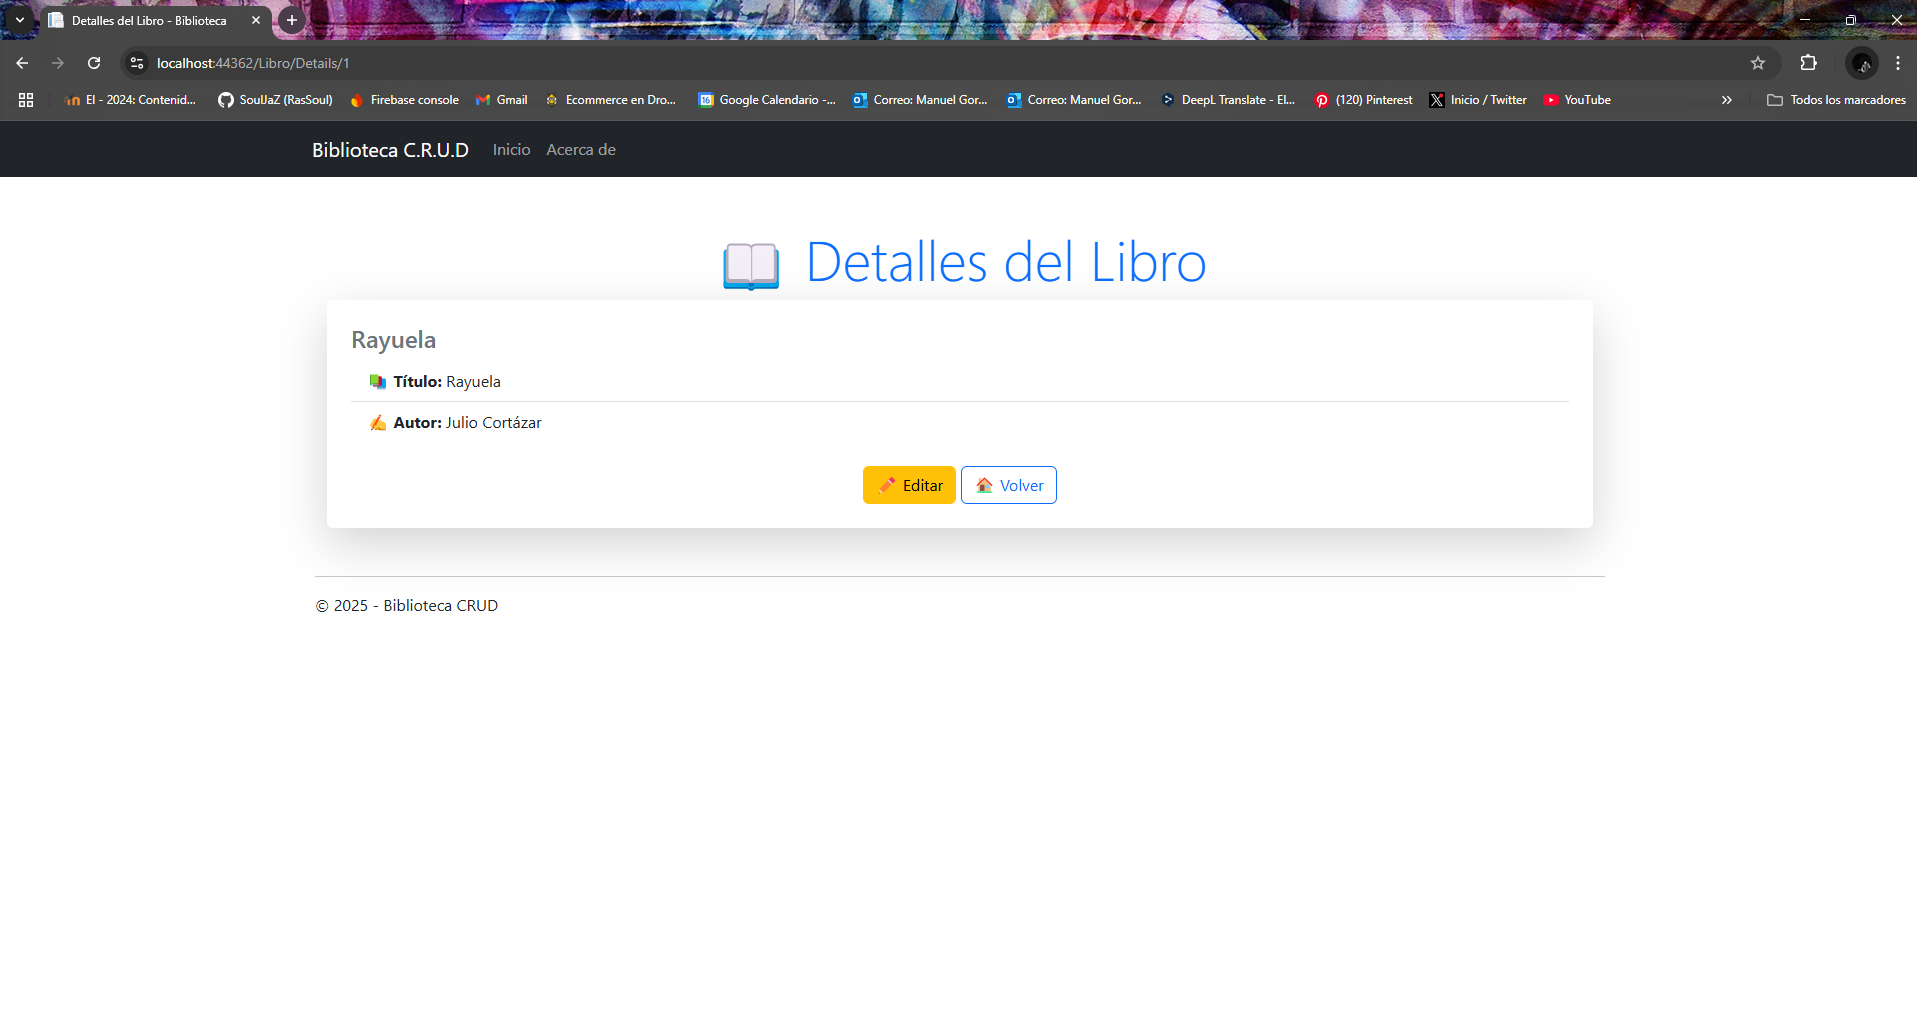 Detalles del Libro - Biblioteca
localhost:44362/Libro/Details/1
EI - 2024: Contenid...
SoulJaZ (RasSoul)
Firebase console
Gmail
Ecommerce en Dro...
16
Google Calendario -...
Correo: Manuel Gor...
Correo: Manuel Gor...
DeepL Translate - El...
(120) Pinterest
Inicio / Twitter
YouTube
Todos los marcadores
Biblioteca C.R.U.D
Inicio
Acerca de
Detalles del Libro
Rayuela
Título: Rayuela
Autor: Julio Cortázar
Editar
Volver
© 2025 - Biblioteca CRUD